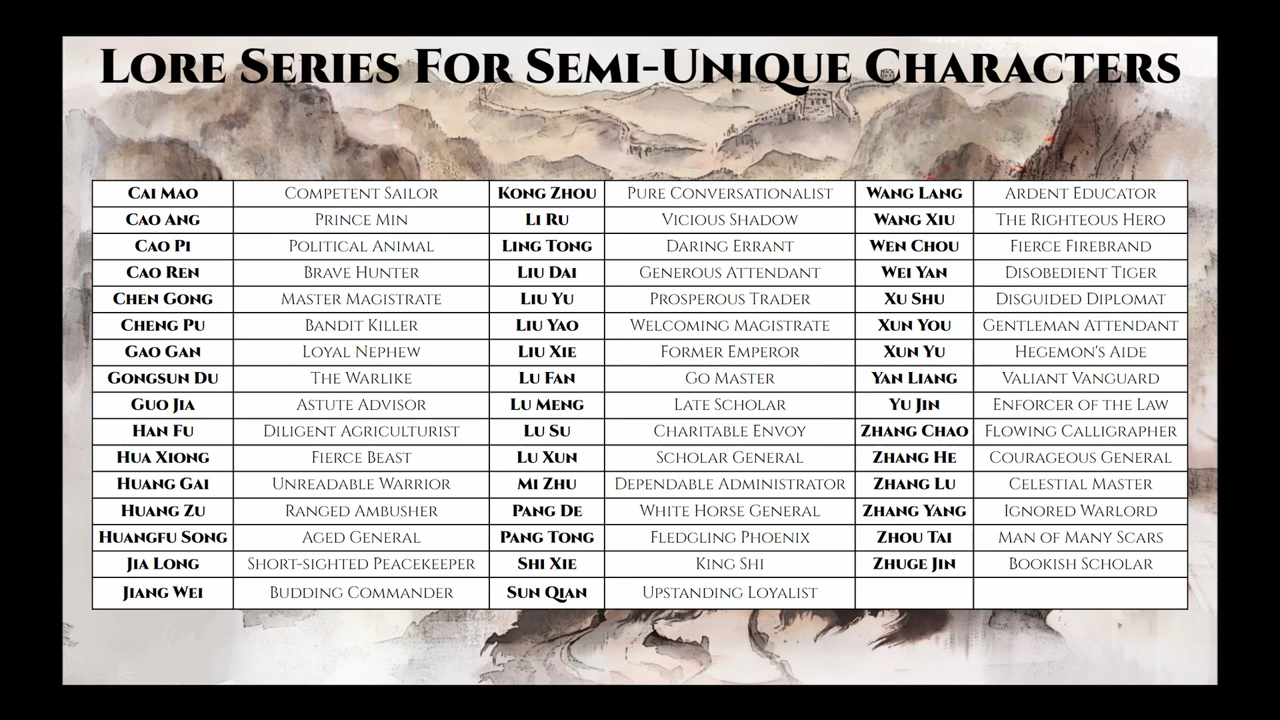 Lore Series For Semi-Unique Characters
Cai Mao Competent Sailor Kong Zhou Pure Conversationalist Wang Lang Ardent Educator
Cao Ang Prince Min Li Ru Vicious Shadow Wang Xiu The Righteous Hero
Cao Pi Political Animal Ling Tong Daring Errant Wen Chou Fierce Firebrand
Cao Ren Brave Hunter Liu Dai Generous Attendant Wei Yan Disobedient Tiger
Chen Gong Master Magistrate Liu Yu Prosperous Trader Xu Shu Disguided Diplomat
Cheng Pu Bandit Killer Liu Yao Welcoming Magistrate Xun You Gentleman Attendant
Gao Gan Loyal Nephew Liu Xie Former Emperor Xun Yu Hegemon's Aide
Gongsun Du The Warlike Lu Fan Go Master Yan Liang Valiant Vanguard
Guo Jia Astute Advisor Lu Meng Late Scholar Yu Jin Enforcer of the Law
Han Fu Diligent Agriculturist Lu Su Charitable Envoy Zhang Chao Flowing Calligrapher
Hua Xiong Fierce Beast Lu Xun Scholar General Zhang He Courageous General
Huang Gai Unreadable Warrior Mi Zhu Dependable Administrator Zhang Lu Celestial Master
Huang Zu Ranged Ambusher Pang De White Horse General Zhang Yang Ignored Warlord
Huangfu Song Aged General Pang Tong Fledgling Phoenix Zhou Tai Man of Many Scars
Jia Long Short-sighted Peacekeeper Shi Xie King Shi Zhuge Jin Bookish Scholar
Jiang Wei Budding Commander Sun Qian Upstanding Loyalist